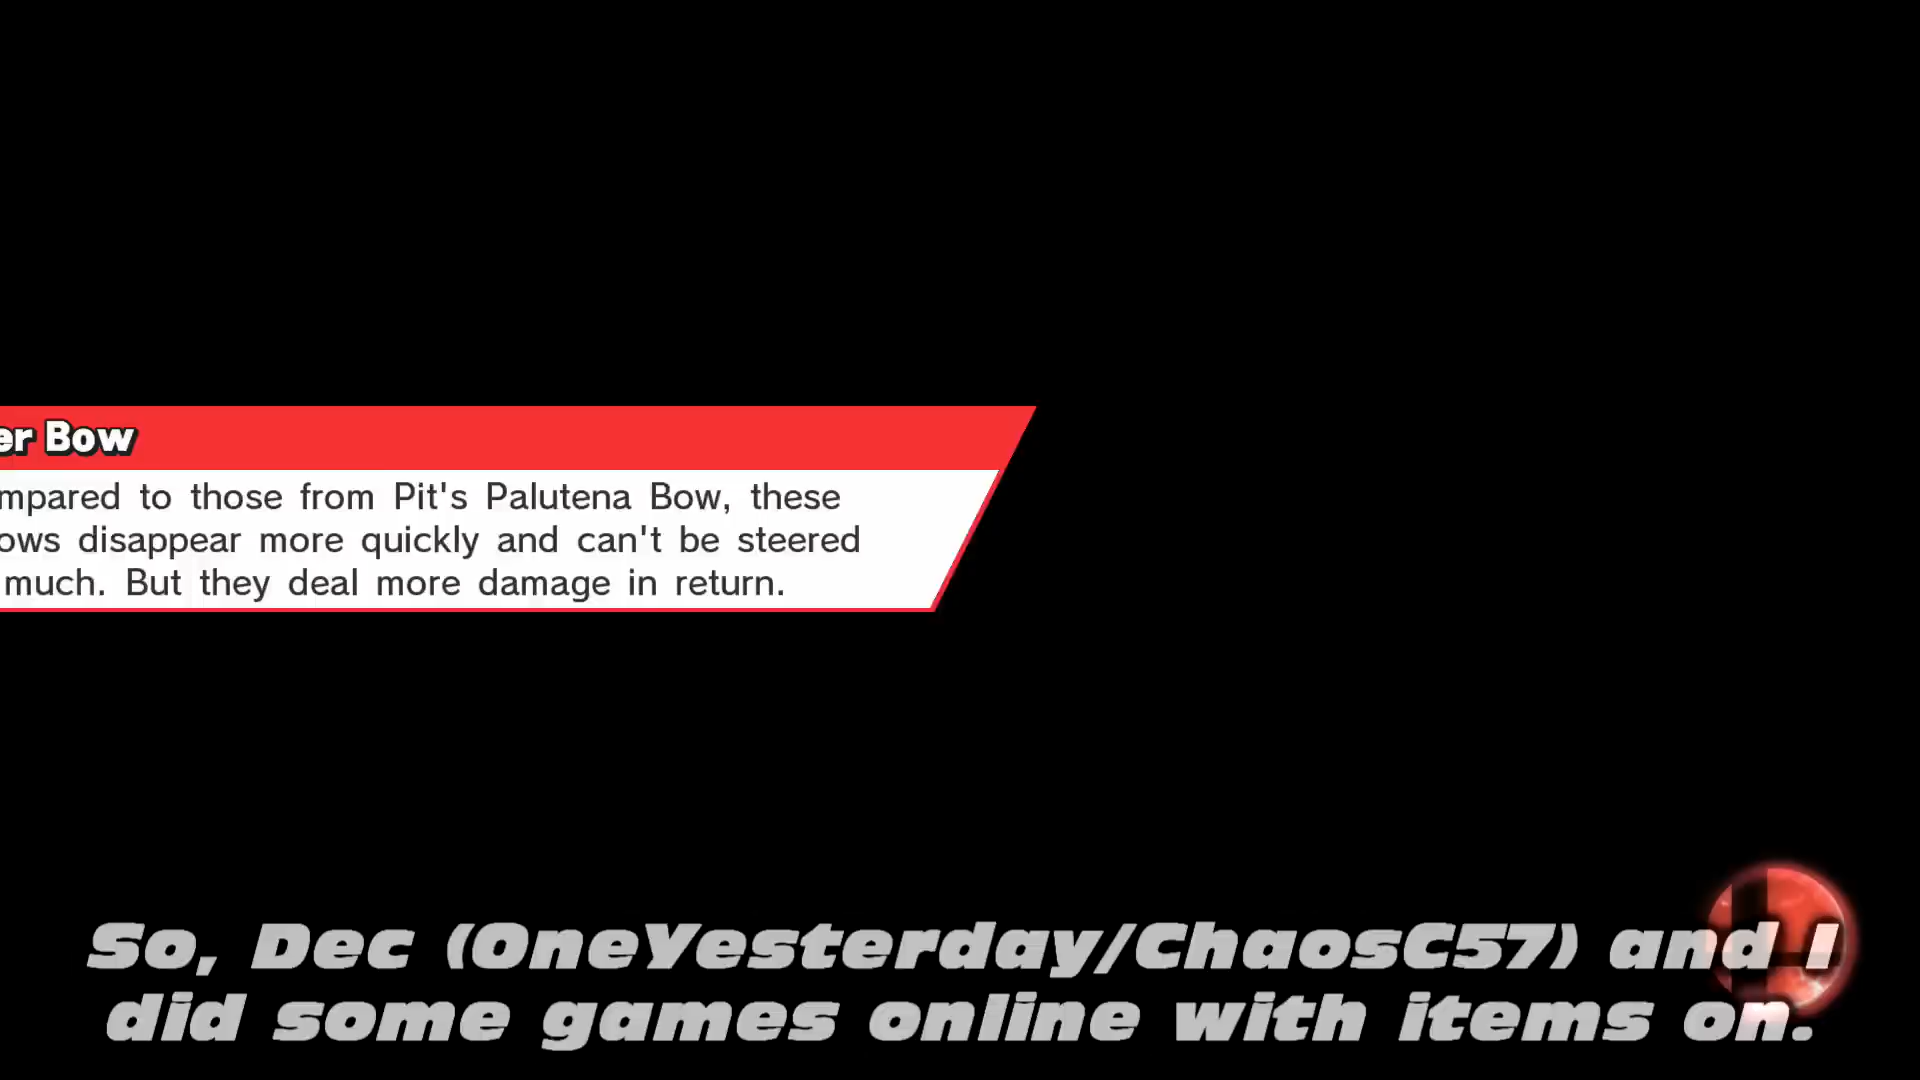 er Bow
mpared to those from Pit's Palutena Bow, these
ows disappear more quickly and can't be steered
much. But they deal more damage in return.
So, Dec (OneYesterday/ChaosC57) and I
did some games online with items on.